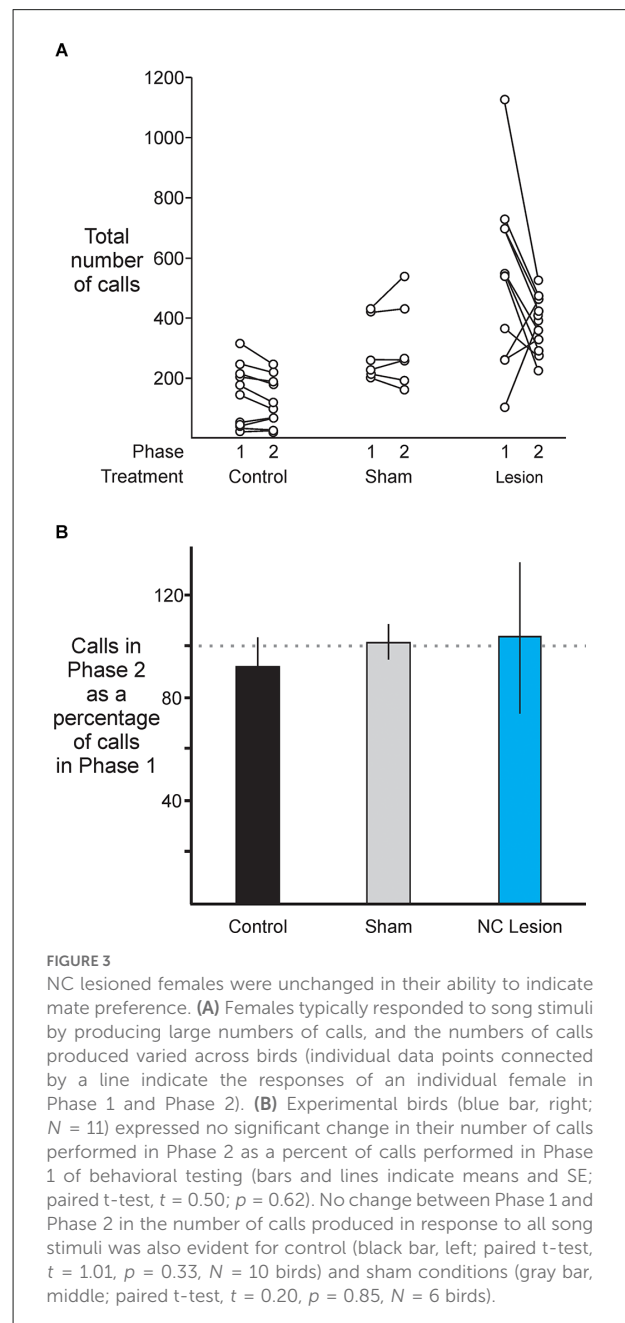 A
1200
1000
800
Total
number
of calls
600
400
200
Phase 1 2 1 2 1 2
Treatment Control Sham Lesion
B
120
Calls in
Phase 2
as a
percentage
of calls
in Phase 1
80
40
Control Sham NC Lesion
FIGURE 3
NC lesioned females were unchanged in their ability to indicate
mate preference. (A) Females typically responded to song stimuli
by producing large numbers of calls, and the numbers of calls
produced varied across birds (individual data points connected
by a line indicate the responses of an individual female in
Phase 1 and Phase 2). (B) Experimental birds (blue bar, right;
N = 11) expressed no significant change in their number of calls
performed in Phase 2 as a percent of calls performed in Phase
1 of behavioral testing (bars and lines indicate means and SE;
paired t-test, t = 0.50; p = 0.62). No change between Phase 1 and
Phase 2 in the number of calls produced in response to all song
stimuli was also evident for control (black bar, left; paired t-test,
t = 1.01, p = 0.33, N = 10 birds) and sham conditions (gray bar,
middle; paired t-test, t = 0.20, p = 0.85, N = 6 birds).